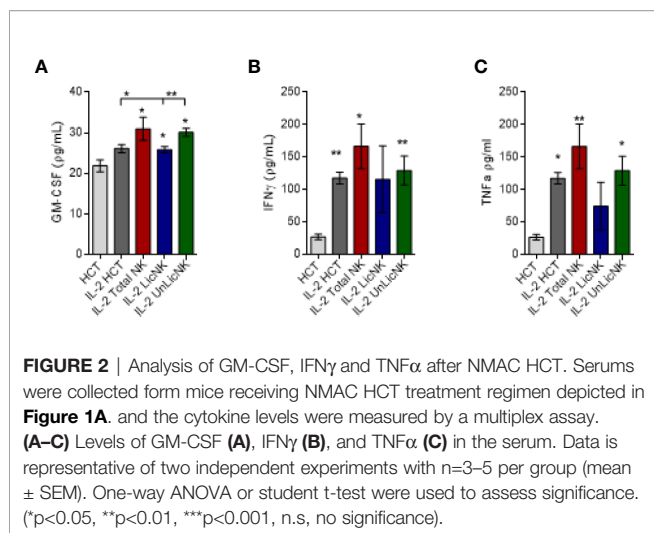 A
B
C
*
**
*
*
*
40
30
20
10
0
GM-CSF (ρg/mL)
HCT
IL-2 HCT
IL-2 Total NK
IL-2 LicNK
IL-2 UnLicNK
**
*
**
250
200
150
100
50
0
IFNγ (ρg/mL)
HCT
IL-2 HCT
IL-2 Total NK
IL-2 LicNK
IL-2 UnLicNK
*
**
*
250
200
150
100
50
0
TNFa ρg/ml
HCT
IL-2 HCT
IL-2 Total NK
IL-2 LicNK
IL-2 UnLicNK
FIGURE 2 | Analysis of GM-CSF, IFNγ and TNFα after NMAC HCT. Serums
were collected form mice receiving NMAC HCT treatment regimen depicted in
Figure 1A. and the cytokine levels were measured by a multiplex assay.
(A–C) Levels of GM-CSF (A), IFNγ (B), and TNFα (C) in the serum. Data is
representative of two independent experiments with n=3–5 per group (mean
± SEM). One-way ANOVA or student t-test were used to assess significance.
(*p<0.05, **p<0.01, ***p<0.001, n.s, no significance).